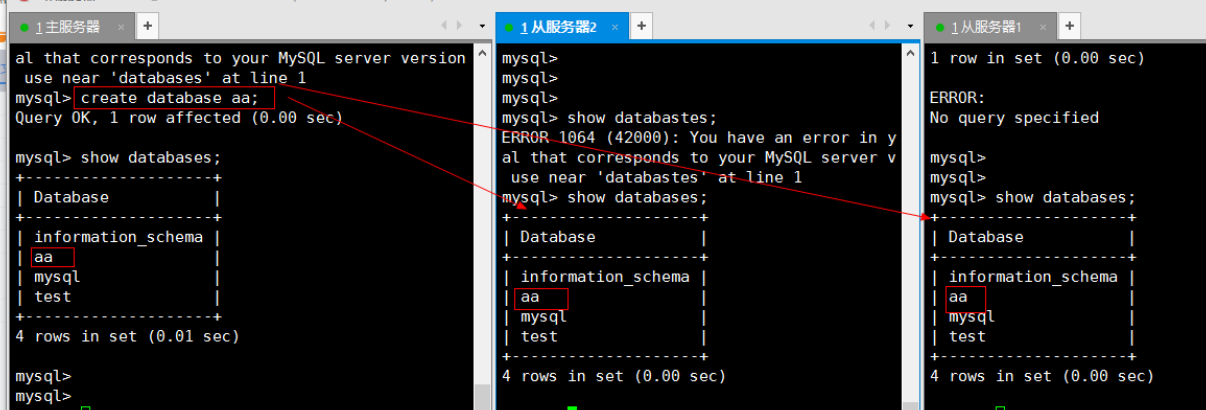 1 主服务器 × +
al that corresponds to your MySQL server version
use near 'databases' at line 1
mysql> create database aa;
Query OK, 1 row affected (0.00 sec)
mysql> show databases;
+--------------------+
| Database |
+--------------------+
| information_schema |
| aa |
| mysql |
| test |
+--------------------+
4 rows in set (0.01 sec)
mysql>
mysql>
1 从服务器2 × +
mysql>
mysql>
mysql>
mysql> show databastes;
ERROR 1064 (42000): You have an error in y
al that corresponds to your MySQL server v
use near 'databastes' at line 1
mysql> show databases;
+--------------------+
| Database |
+--------------------+
| information_schema |
| aa |
| mysql |
| test |
+--------------------+
4 rows in set (0.00 sec)
1 从服务器1 × +
1 row in set (0.00 sec)
ERROR:
No query specified
mysql>
mysql>
mysql> show databases;
+--------------------+
| Database |
+--------------------+
| information_schema |
| aa |
| mysql |
| test |
+--------------------+
4 rows in set (0.00 sec)